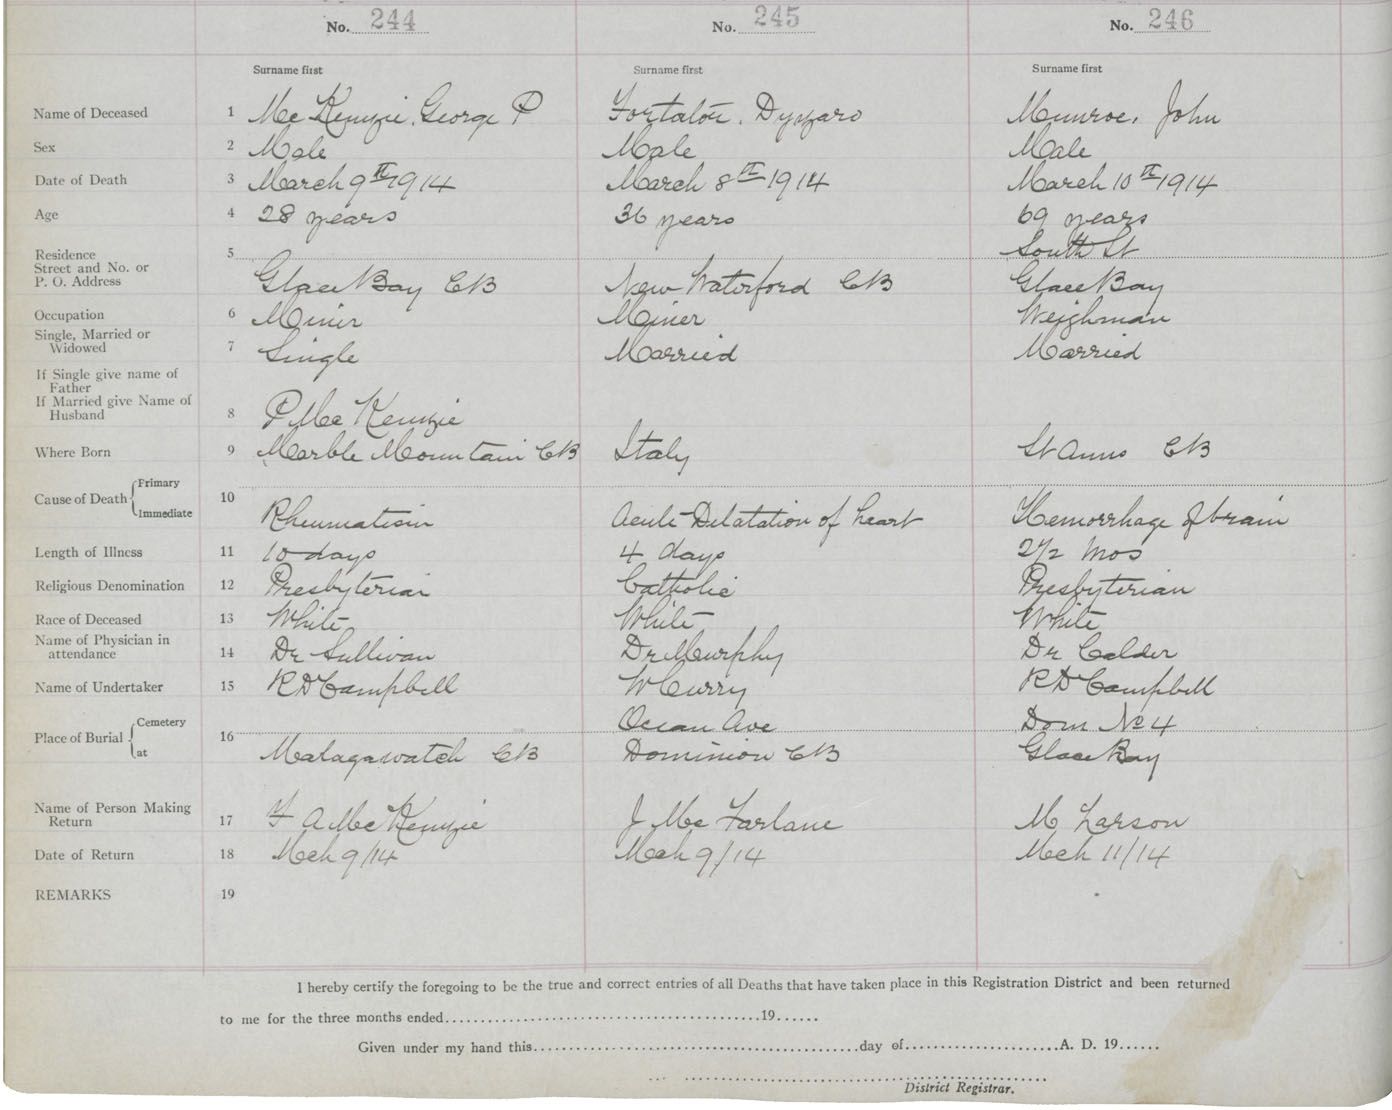 No. 244 No. 245 No. 246
Surname first Surname first Surname first
Name of Deceased 1 McKenzie, George P Fortatoe, Dyszaro Munroe, John
Sex 2 Male Male Male
Date of Death 3 March 9th 1914 March 8th 1914 March 10th 1914
Age 4 28 years 36 years 69 years
Residence 5 South St
Street and No. or
P. O. Address Glace Bay CB New Waterford CB Glace Bay
Occupation 6 Miner Miner Weighman
Single, Married or
Widowed 7 Single Married Married
If Single give name of
Father
If Married give Name of
Husband 8 P McKenzie
Where Born 9 Marble Mountain CB Italy St Anns CB
Cause of Death Primary
Immediate 10 Rheumatism Acute Dilatation of heart Hemorrhage of brain
Length of Illness 11 10 days 4 days 2 1/2 mos
Religious Denomination 12 Presbyterian Catholic Presbyterian
Race of Deceased 13 White White White
Name of Physician in
attendance 14 Dr Sullivan Dr Murphy Dr Calder
Name of Undertaker 15 RD Campbell W Curry RD Campbell
Place of Burial Cemetery 16 Ocean Ave Dom No 4
at Malagawatch CB Dominion CB Glace Bay
Name of Person Making
Return 17 F A McKenzie J McFarlane M Larson
Date of Return 18 Mch 9/14 Mch 9/14 Mch 11/14
REMARKS 19
I hereby certify the foregoing to be the true and correct entries of all Deaths that have taken place in this Registration District and been returned
to me for the three months ended..........19......
Given under my hand this..........day of..........A. D. 19......
District Registrar.